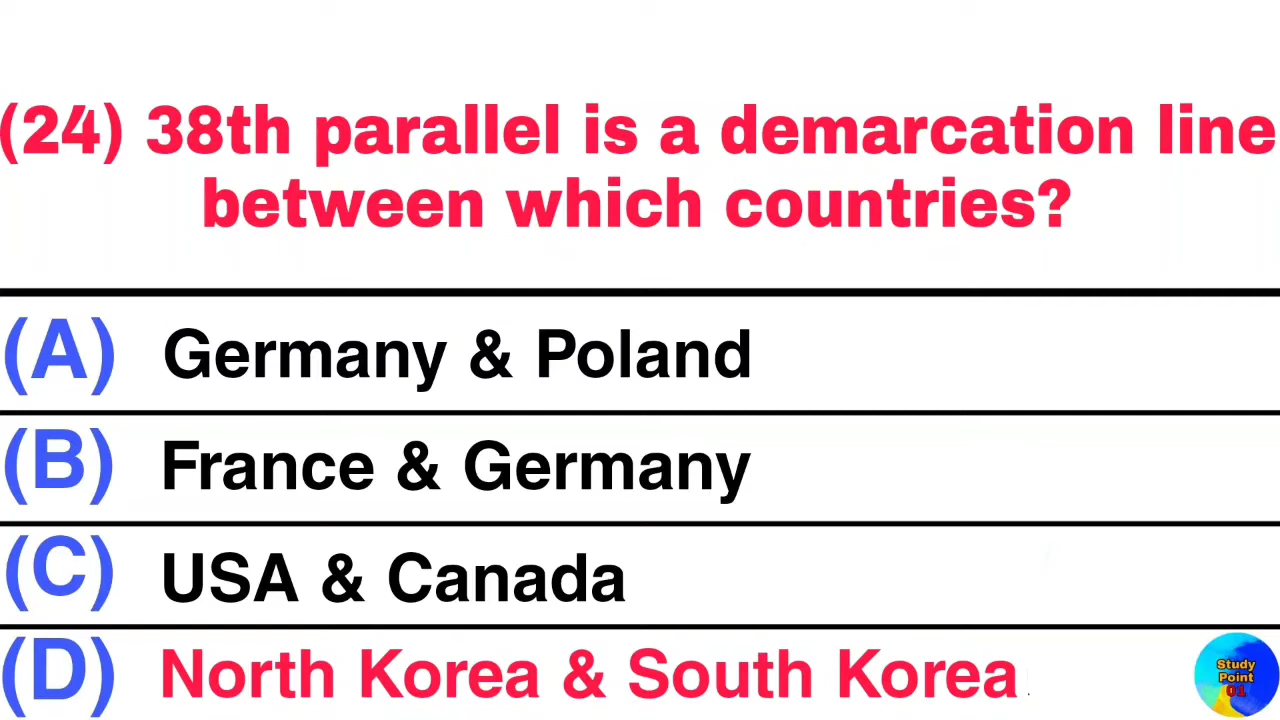 (24) 38th parallel is a demarcation line
between which countries?
(A) Germany & Poland
(B) France & Germany
(C) USA & Canada
(D) North Korea & South Korea
Study
Point
01